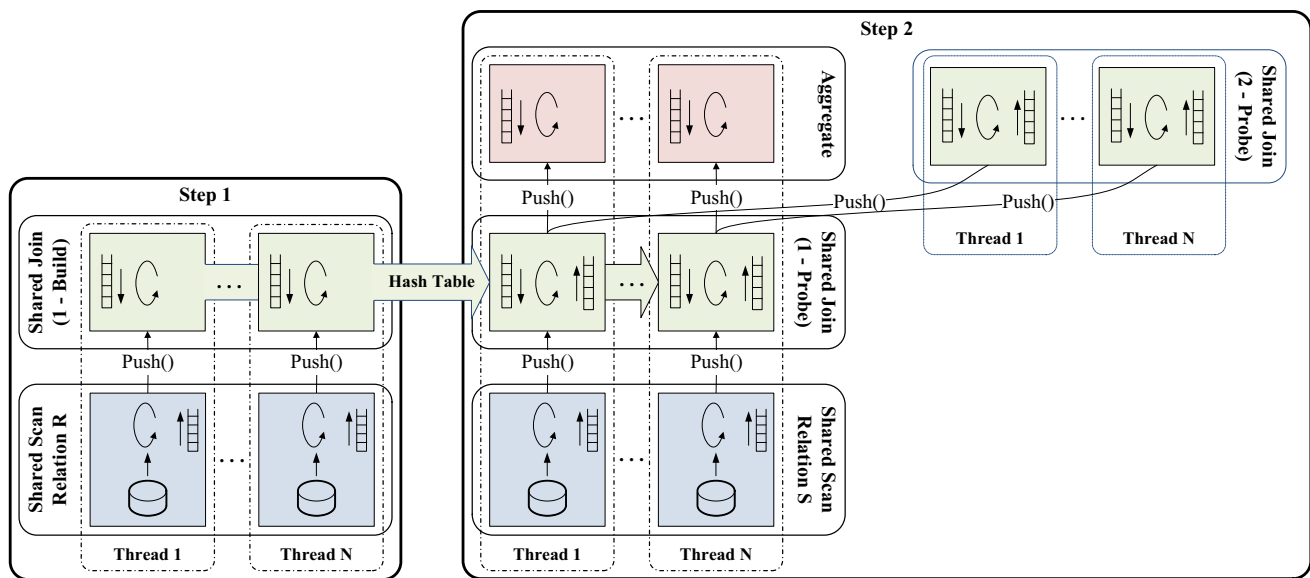 Step 1
Shared Join
(1 - Build)
...
Push()
Push()
Shared Scan
Relation R
...
Thread 1
Thread N
Hash Table
Step 2
Aggregate
...
Push()
Push()
Shared Join
(1 - Probe)
...
Push()
Push()
Shared Scan
Relation S
...
Thread 1
Thread N
Shared Join
(2 - Probe)
...
Push()
Push()
Thread 1
Thread N